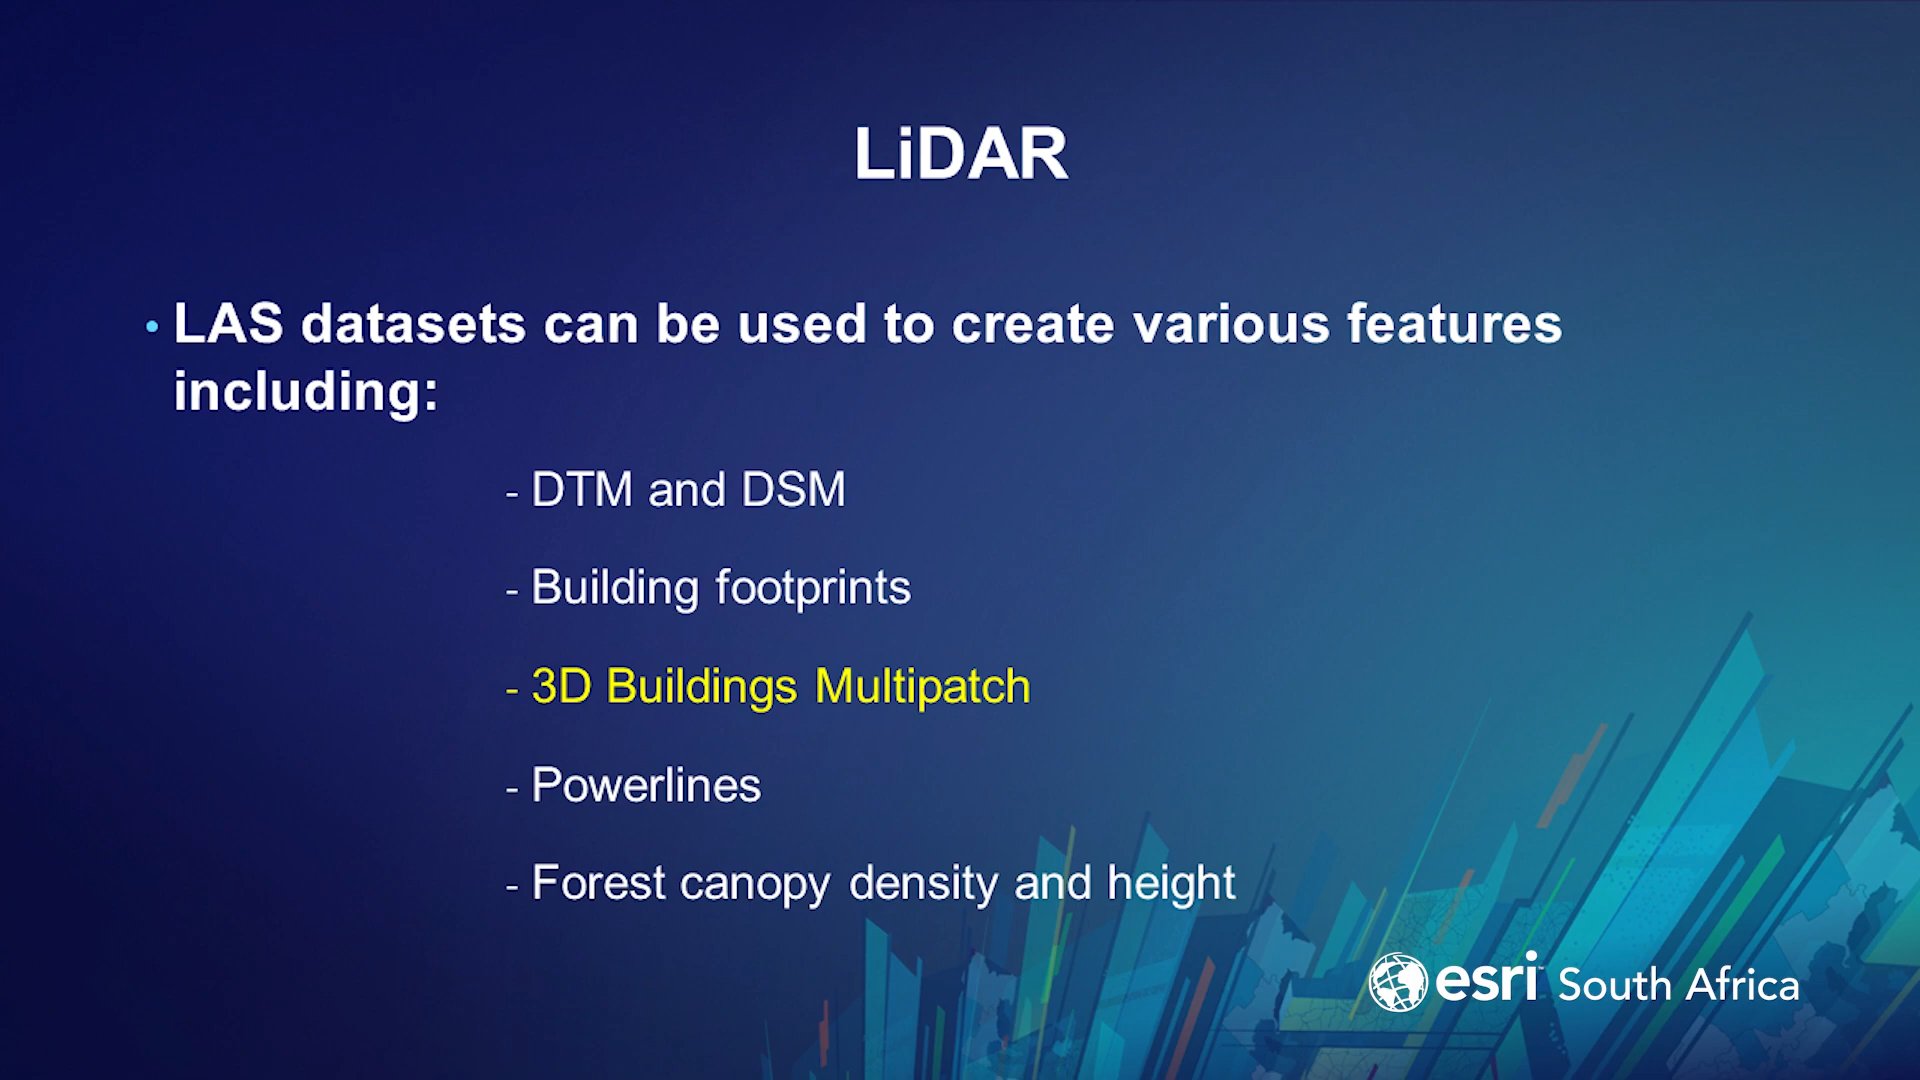 LiDAR
• LAS datasets can be used to create various features
including:
- DTM and DSM
- Building footprints
- 3D Buildings Multipatch
- Powerlines
- Forest canopy density and height
esri South Africa